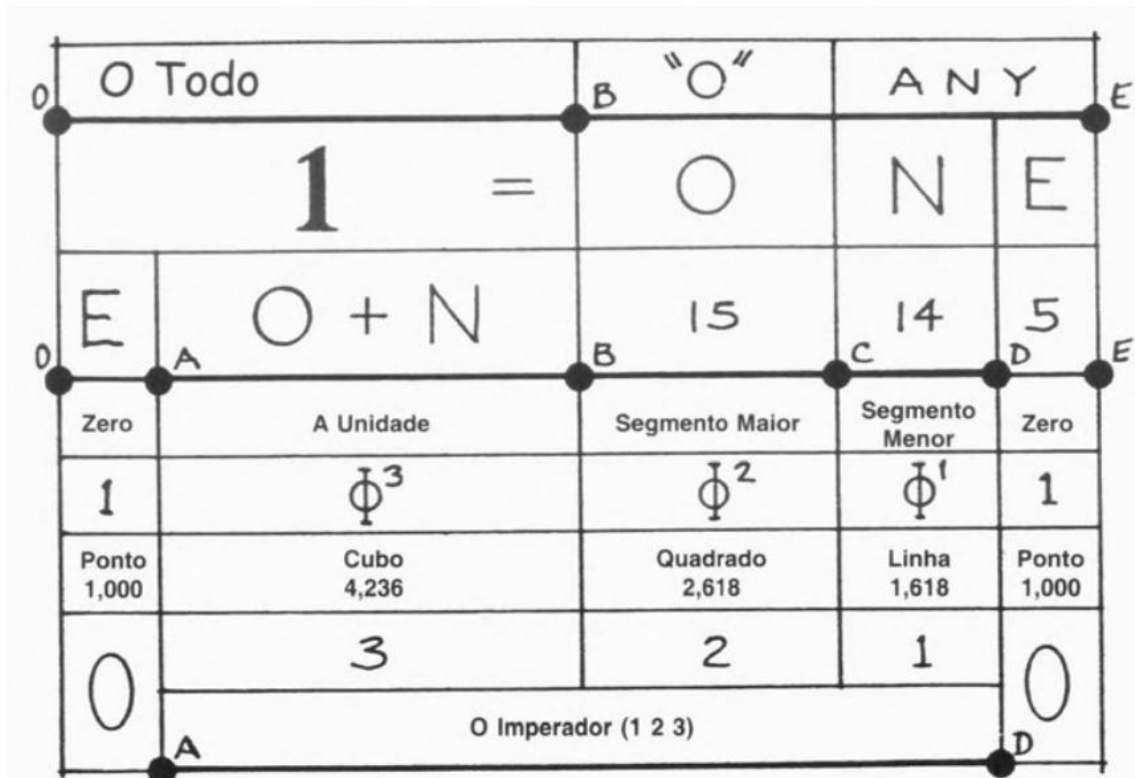 O Todo "O" ANY
O B E
1 = O N E
E O + N 15 14 5
O A B C D E
Zero A Unidade Segmento Maior Segmento Menor Zero
1 Φ³ Φ² Φ¹ 1
Ponto Cubo Quadrado Linha Ponto
1,000 4,236 2,618 1,618 1,000
3 2 1
O O
O Imperador (1 2 3)
A D